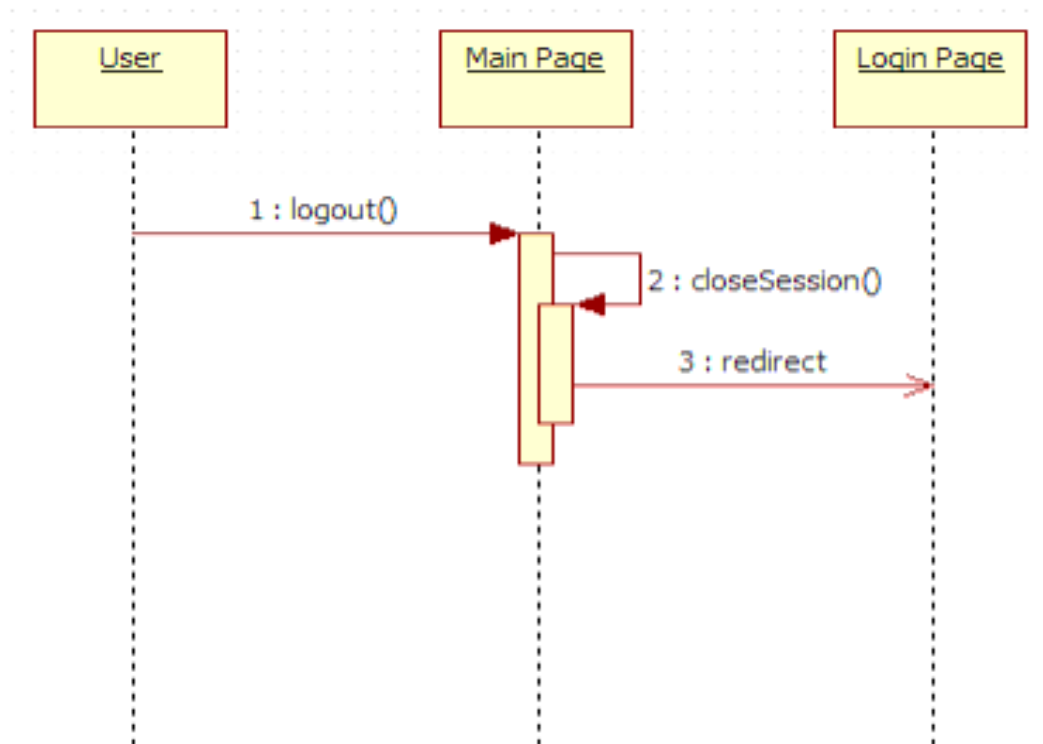 User
Main Page
Login Page
1 : logout()
2 : closeSession()
3 : redirect